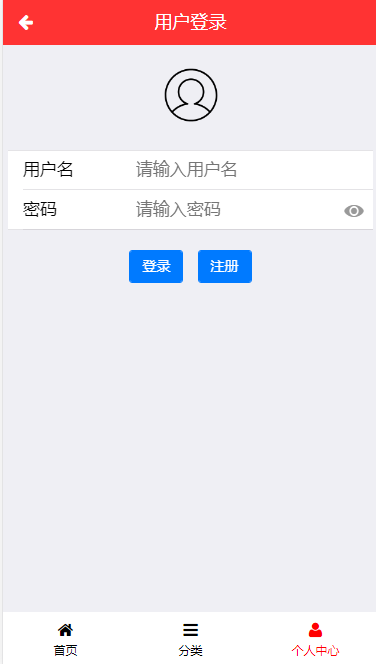 用户登录
用户名 请输入用户名
密码 请输入密码
登录 注册
首页 分类 个人中心